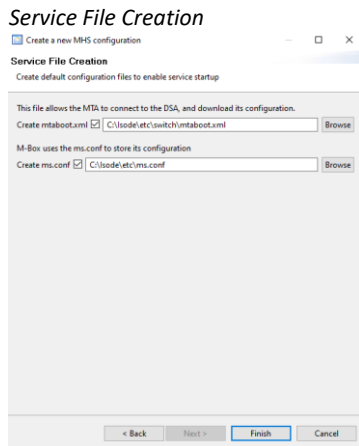 Service File Creation
Create a new MHS configuration
Service File Creation
Create default configuration files to enable service startup
This file allows the MTA to connect to the DSA, and download its configuration.
Create mtaboot.xml C:\Isode\etc\switch\mtaboot.xml Browse
M-Box uses the ms.conf to store its configuration
Create ms.conf C:\Isode\etc\ms.conf Browse
< Back Next > Finish Cancel